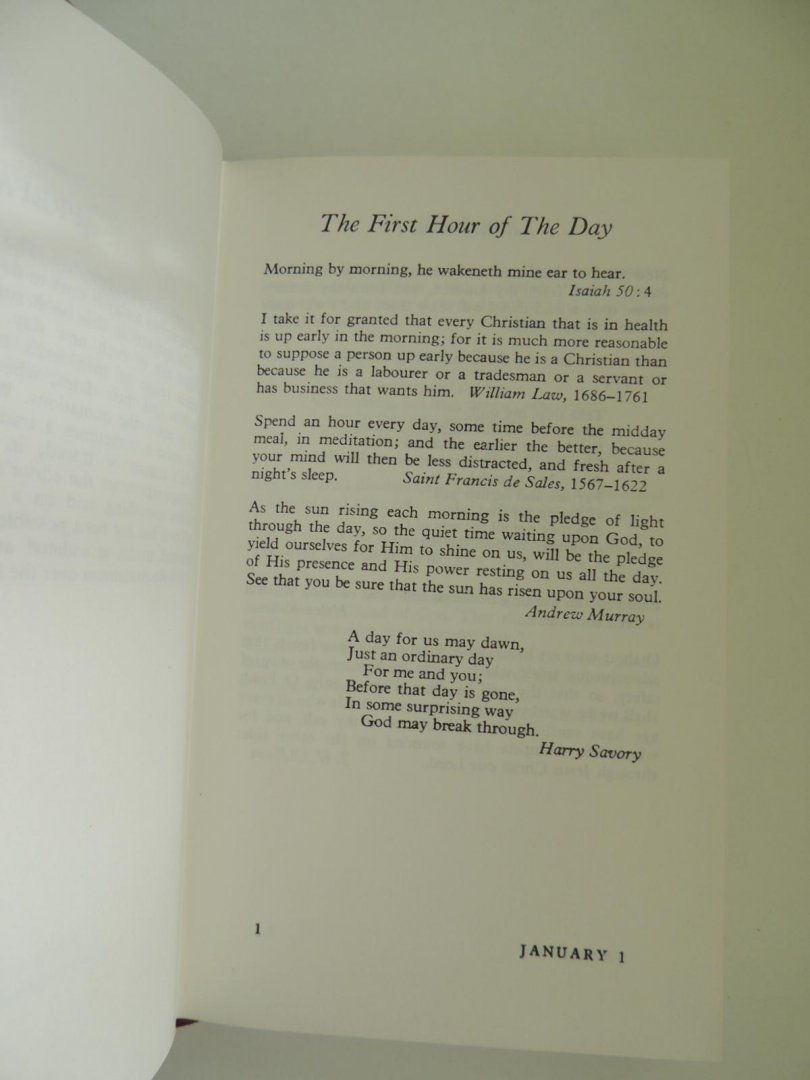 The First Hour of The Day
Morning by morning, he wakeneth mine ear to hear.
Isaiah 50:4
I take it for granted that every Christian that is in health
is up early in the morning; for it is much more reasonable
to suppose a person up early because he is a Christian than
because he is a labourer or a tradesman or a servant or
has business that wants him. William Law, 1686–1761
Spend an hour every day, some time before the midday
meal, in meditation; and the earlier the better, because
your mind will then be less distracted, and fresh after a
night's sleep. Saint Francis de Sales, 1567–1622
As the sun rising each morning is the pledge of light
through the day, so the quiet time waiting upon God, to
yield ourselves for Him to shine on us, will be the pledge
of His presence and His power resting on us all the day.
See that you be sure that the sun has risen upon your soul.
Andrew Murray
A day for us may dawn,
Just an ordinary day
For me and you;
Before that day is gone,
In some surprising way
God may break through.
Harry Savory
1
JANUARY 1